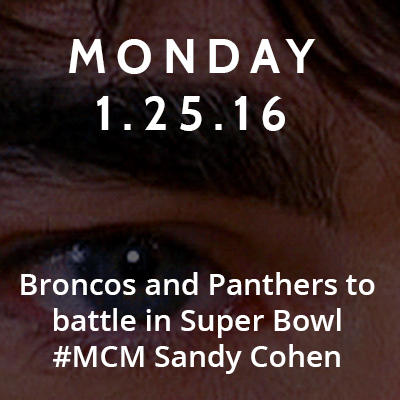 MONDAY
1.25.16
Broncos and Panthers to
battle in Super Bowl
#MCM Sandy Cohen